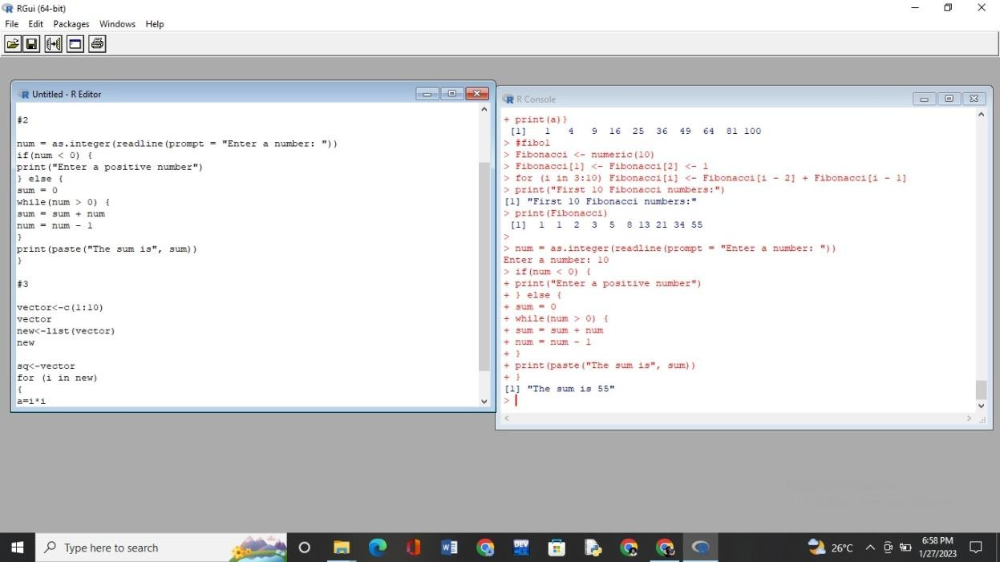 RGui (64-bit)
File Edit Packages Windows Help
Untitled - R Editor
#2
num = as.integer(readline(prompt = "Enter a number: "))
if(num < 0) {
print("Enter a positive number")
} else {
sum = 0
while(num > 0) {
sum = sum + num
num = num - 1
}
print(paste("The sum is", sum))
}
#3
vector<-c(1:10)
vector
new<-list(vector)
new
sq<-vector
for (i in new)
{
a=i*i
R Console
+ print(a)}
[1] 1 4 9 16 25 36 49 64 81 100
> #fibo1
> Fibonacci <- numeric(10)
> Fibonacci[1] <- Fibonacci[2] <- 1
> for (i in 3:10) Fibonacci[i] <- Fibonacci[i - 2] + Fibonacci[i - 1]
> print("First 10 Fibonacci numbers:")
[1] "First 10 Fibonacci numbers:"
> print(Fibonacci)
[1] 1 1 2 3 5 8 13 21 34 55
>
> num = as.integer(readline(prompt = "Enter a number: "))
Enter a number: 10
> if(num < 0) {
+ print("Enter a positive number")
+ } else {
+ sum = 0
+ while(num > 0) {
+ sum = sum + num
+ num = num - 1
+ }
+ print(paste("The sum is", sum))
+ }
[1] "The sum is 55"
>
Type here to search
DEV
26°C
6:58 PM
1/27/2023